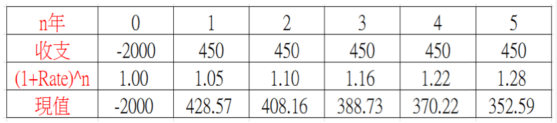 n年 0 1 2 3 4 5
收支 -2000 450 450 450 450 450
(1+Rate)^n 1.00 1.05 1.10 1.16 1.22 1.28
現值 -2000 428.57 408.16 388.73 370.22 352.59